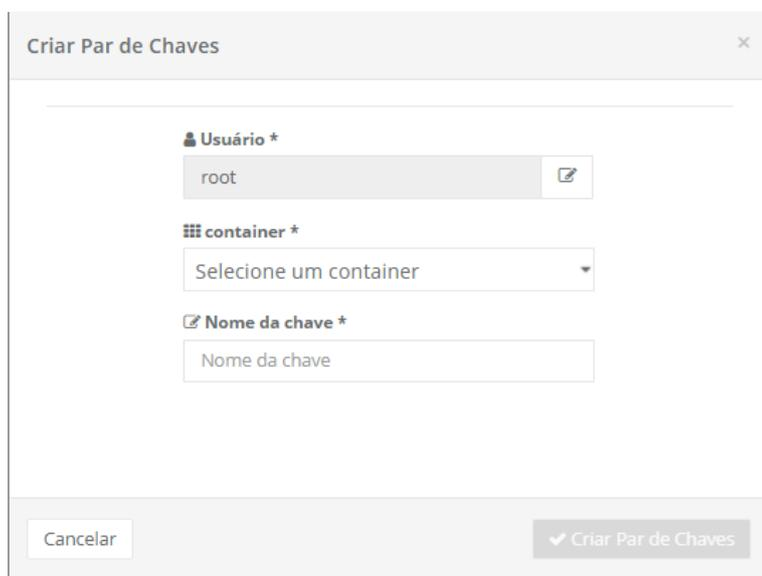 Criar Par de Chaves ×
Usuário *
root
container *
Selecione um container
Nome da chave *
Nome da chave
Cancelar
Criar Par de Chaves